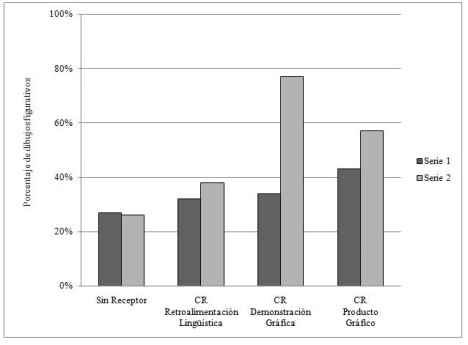 100%
80%
60%
40%
20%
0%
Porcentaje de dibujos figurativos
Sin Receptor
CR
Retroalimentación
Lingüística
CR
Demostración
Gráfica
CR
Producto
Gráfico
Serie 1
Serie 2